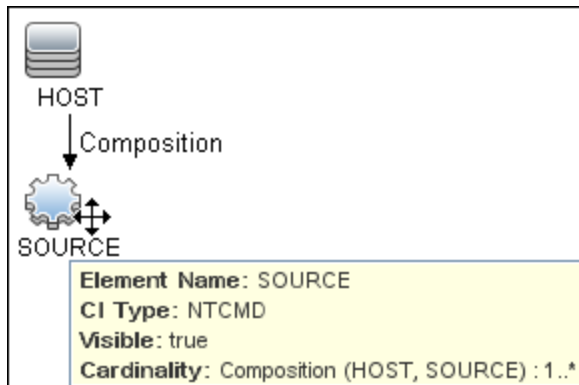 HOST
Composition
SOURCE
Element Name: SOURCE
CI Type: NTCMD
Visible: true
Cardinality: Composition (HOST, SOURCE) : 1..*